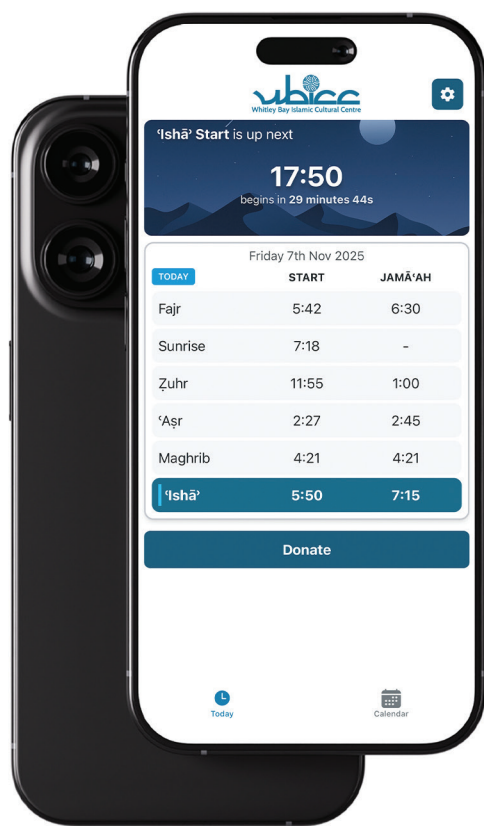 ubicc
Whitley Bay Islamic Cultural Centre
ʿIshāʾ Start is up next
17:50
begins in 29 minutes 44s
Friday 7th Nov 2025
TODAY START JAMĀʿAH
Fajr 5:42 6:30
Sunrise 7:18 -
Ẓuhr 11:55 1:00
ʿAṣr 2:27 2:45
Maghrib 4:21 4:21
ʿIshāʾ 5:50 7:15
Donate
Today Calendar